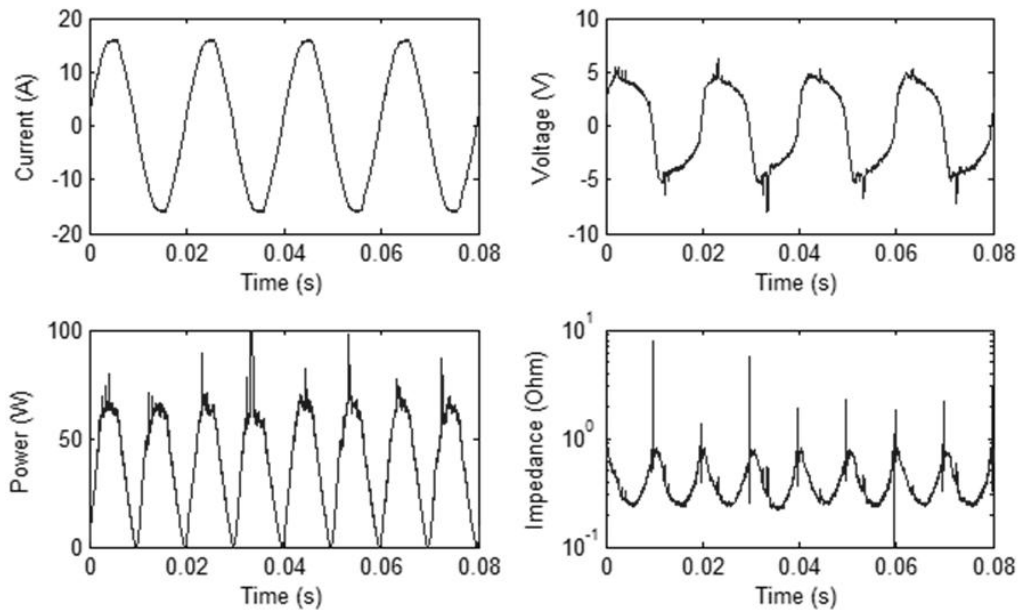 20
10
0
-10
-20
Current (A)
0 0.02 0.04 0.06 0.08
Time (s)
10
5
0
-5
-10
Voltage (V)
0 0.02 0.04 0.06 0.08
Time (s)
100
50
0
Power (W)
0 0.02 0.04 0.06 0.08
Time (s)
10^1
10^0
10^-1
Impedance (Ohm)
0 0.02 0.04 0.06 0.08
Time (s)